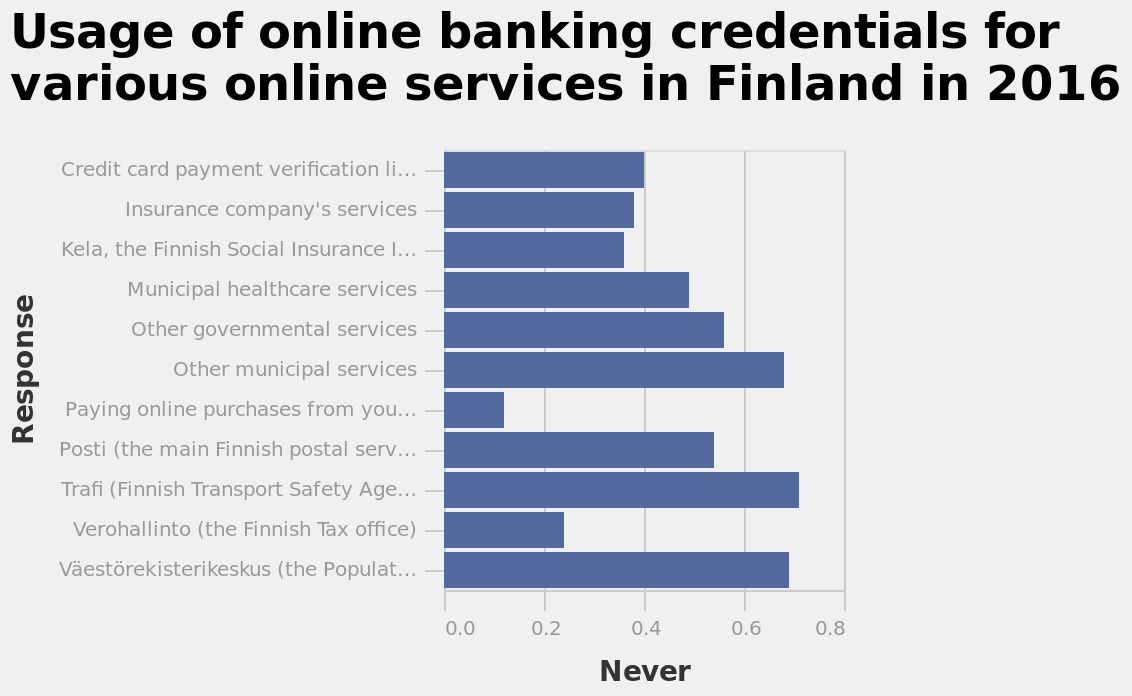 Usage of online banking credentials for
various online services in Finland in 2016
Credit card payment verification li…
Insurance company's services
Kela, the Finnish Social Insurance I…
Municipal healthcare services
Other governmental services
Other municipal services
Paying online purchases from you…
Posti (the main Finnish postal serv…
Trafi (Finnish Transport Safety Age…
Verohallinto (the Finnish Tax office)
Väestörekisterikeskus (the Populat…
Response
0.0 0.2 0.4 0.6 0.8
Never